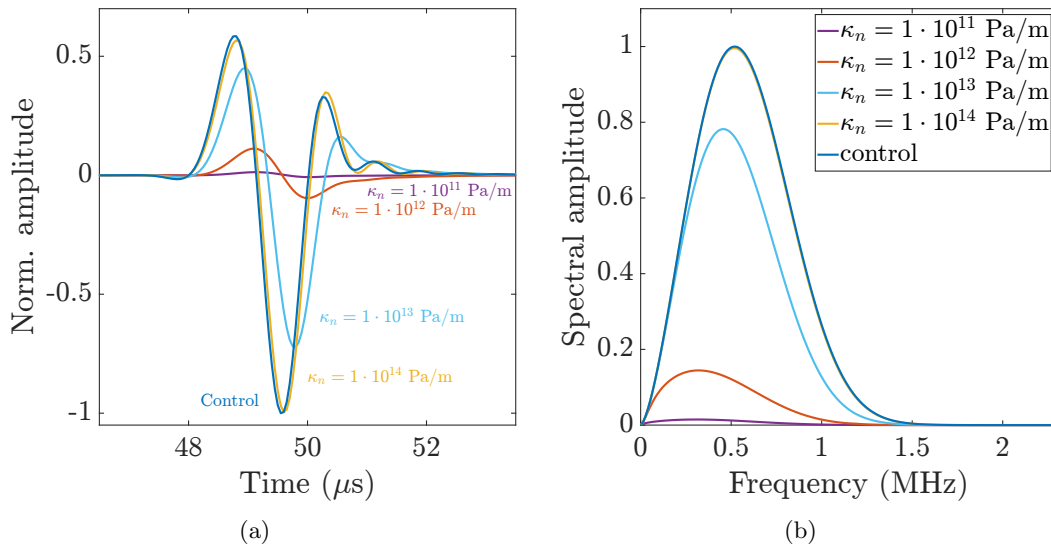 0.5
0
-0.5
-1
Norm. amplitude
κₙ = 1 · 10¹¹ Pa/m
κₙ = 1 · 10¹² Pa/m
κₙ = 1 · 10¹³ Pa/m
κₙ = 1 · 10¹⁴ Pa/m
Control
48
50
52
Time (μs)
(a)
1
0.8
0.6
0.4
0.2
0
Spectral amplitude
κₙ = 1 · 10¹¹ Pa/m
κₙ = 1 · 10¹² Pa/m
κₙ = 1 · 10¹³ Pa/m
κₙ = 1 · 10¹⁴ Pa/m
control
0
0.5
1
1.5
2
Frequency (MHz)
(b)